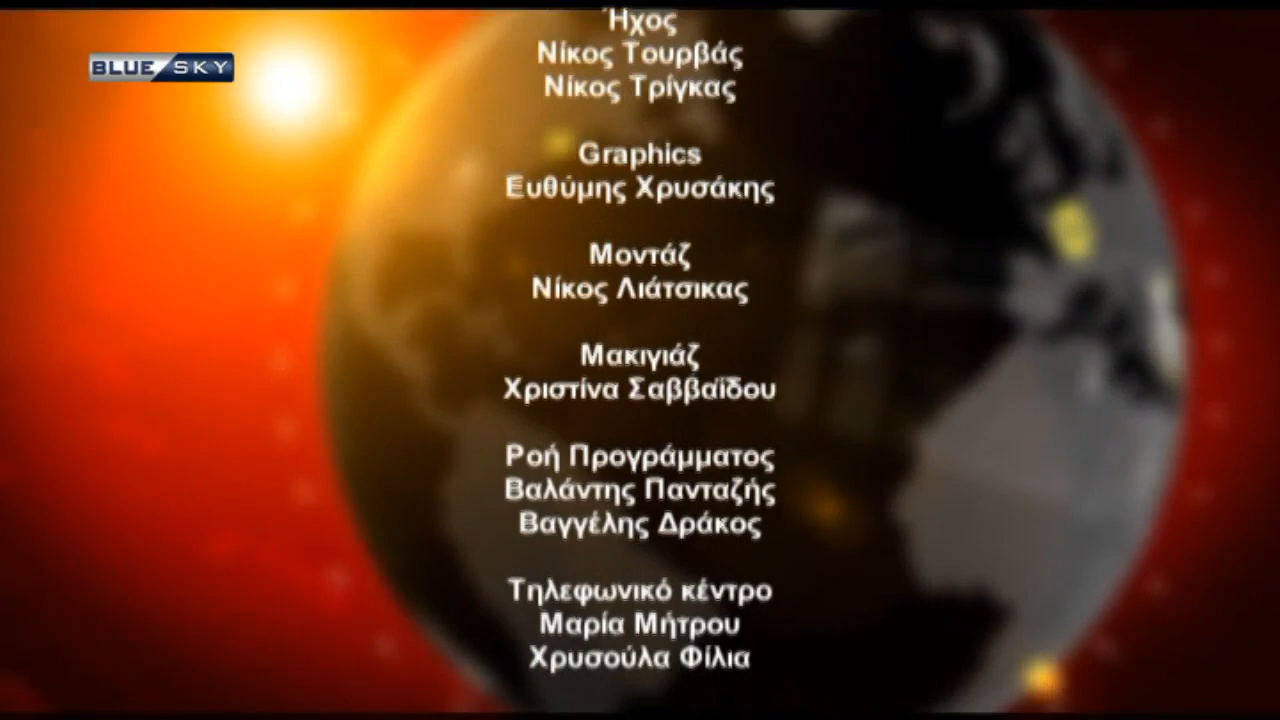 BLUE SKY
Ήχος
Νίκος Τουρβάς
Νίκος Τρίγκας
Graphics
Ευθύμης Χρυσάκης
Μοντάζ
Νίκος Λιάτσικας
Μακιγιάζ
Χριστίνα Σαββαΐδου
Ροή Προγράμματος
Βαλάντης Πανταζής
Βαγγέλης Δράκος
Τηλεφωνικό κέντρο
Μαρία Μήτρου
Χρυσούλα Φίλια